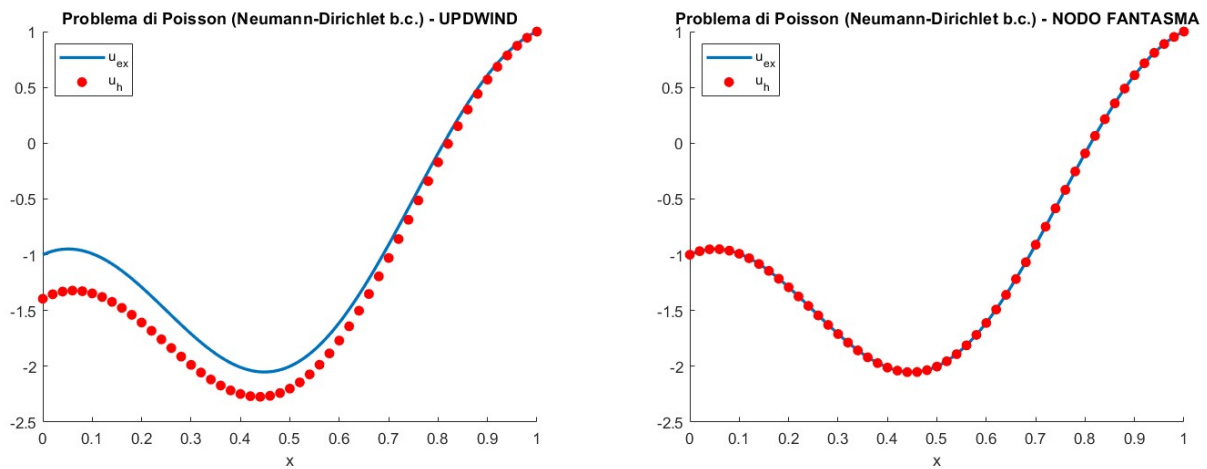 Problema di Poisson (Neumann-Dirichlet b.c.) - UPDWIND
1
0.5
0
-0.5
-1
-1.5
-2
-2.5
u_ex
u_h
0 0.1 0.2 0.3 0.4 0.5 0.6 0.7 0.8 0.9 1
x
Problema di Poisson (Neumann-Dirichlet b.c.) - NODO FANTASMA
1
0.5
0
-0.5
-1
-1.5
-2
-2.5
u_ex
u_h
0 0.1 0.2 0.3 0.4 0.5 0.6 0.7 0.8 0.9 1
x